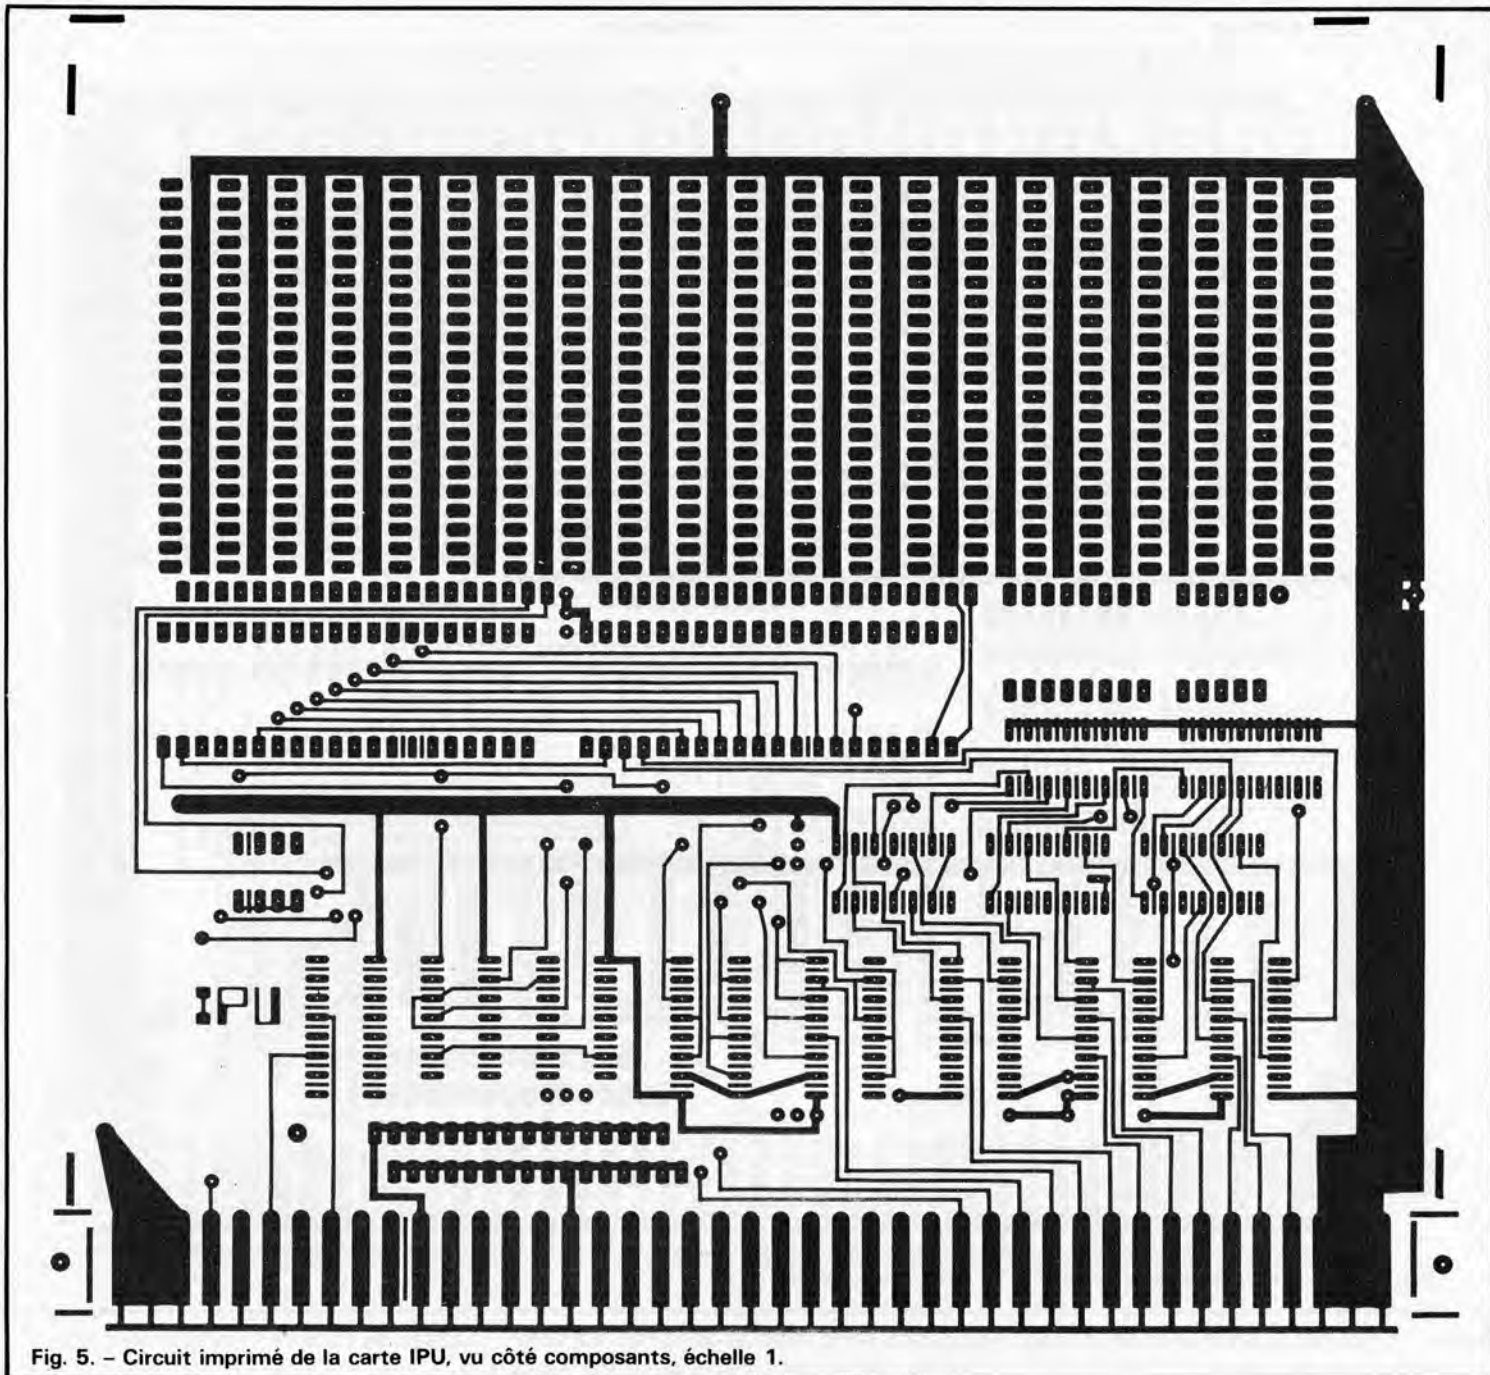 IPU
Fig. 5. – Circuit imprimé de la carte IPU, vu côté composants, échelle 1.